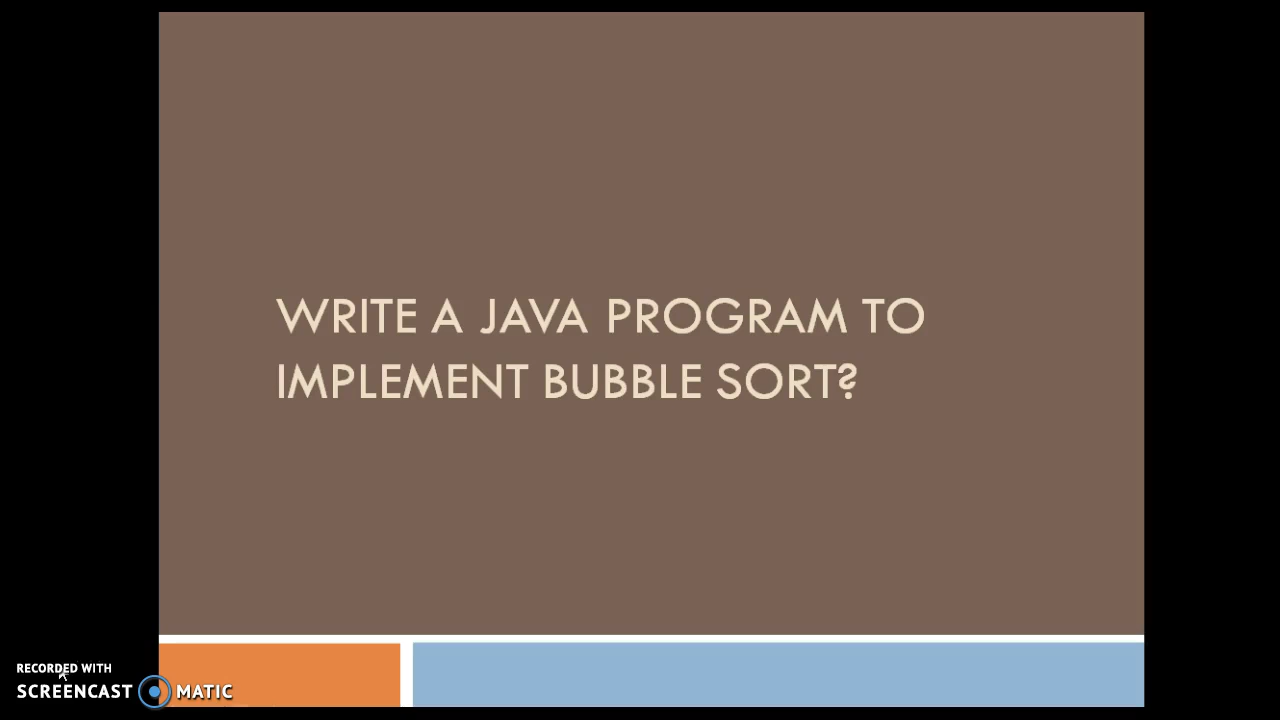 WRITE A JAVA PROGRAM TO
IMPLEMENT BUBBLE SORT?
RECORDED WITH
SCREENCAST MATIC